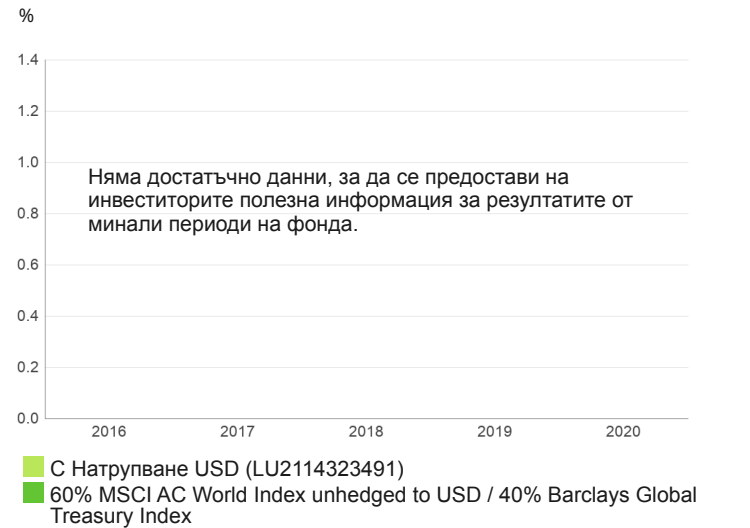 %
1.4
1.2
1.0
Няма достатъчно данни, за да се предостави на
инвеститорите полезна информация за резултатите от
0.8
минали периоди на фонда.
0.6
0.4
0.2
0.0
2016 2017 2018 2019 2020
С Натрупване USD (LU2114323491)
60% MSCI AC World Index unhedged to USD / 40% Barclays Global
Treasury Index